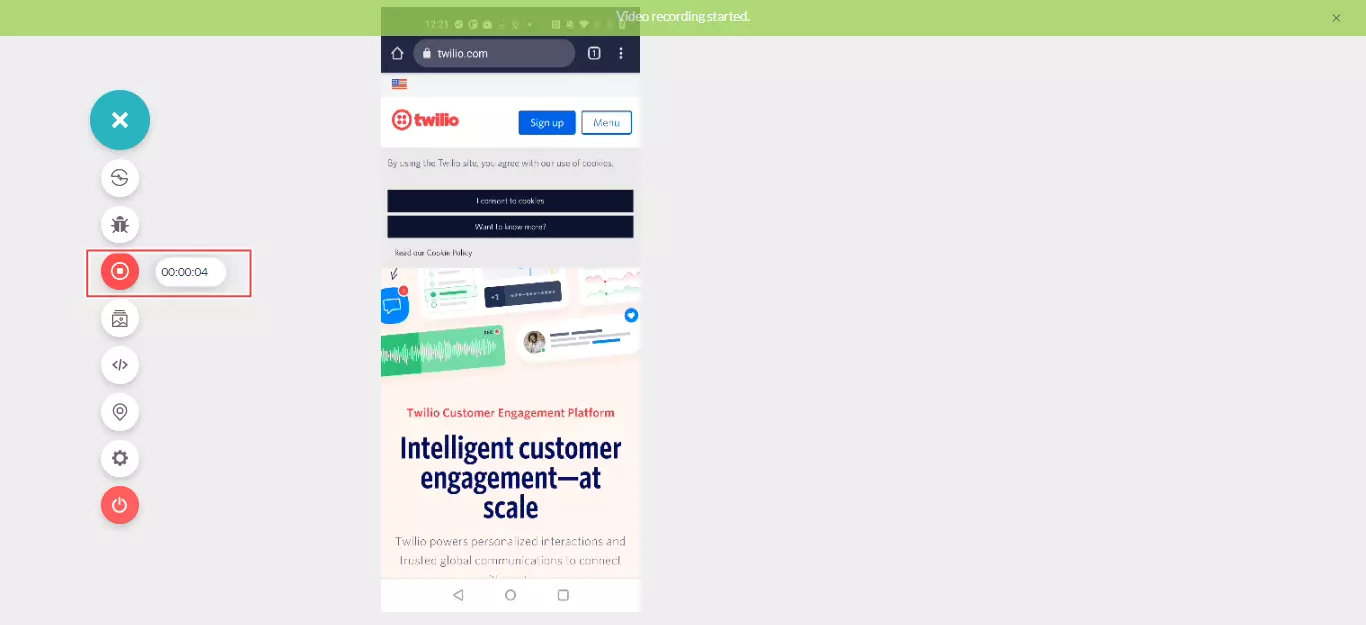 Video recording started.
12:21
twilio.com
1
twilio
Sign up
Menu
By using the Twilio site, you agree with our use of cookies.
I consent to cookies
Want to know more?
Read our Cookie Policy
00:00:04
+1
Twilio Customer Engagement Platform
Intelligent customer
engagement—at
scale
Twilio powers personalized interactions and
trusted global communications to connect